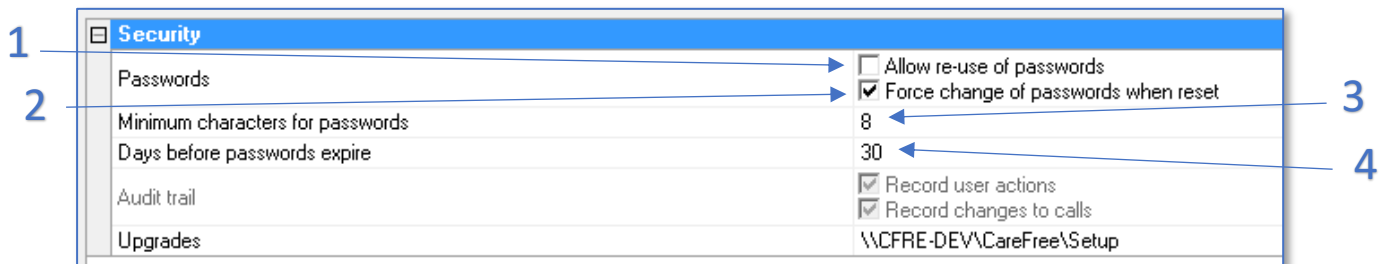 Security
1
Passwords
Allow re-use of passwords
2
Force change of passwords when reset
3
Minimum characters for passwords
8
Days before passwords expire
30
4
Audit trail
Record user actions
Record changes to calls
Upgrades
\\CFRE-DEV\CareFree\Setup